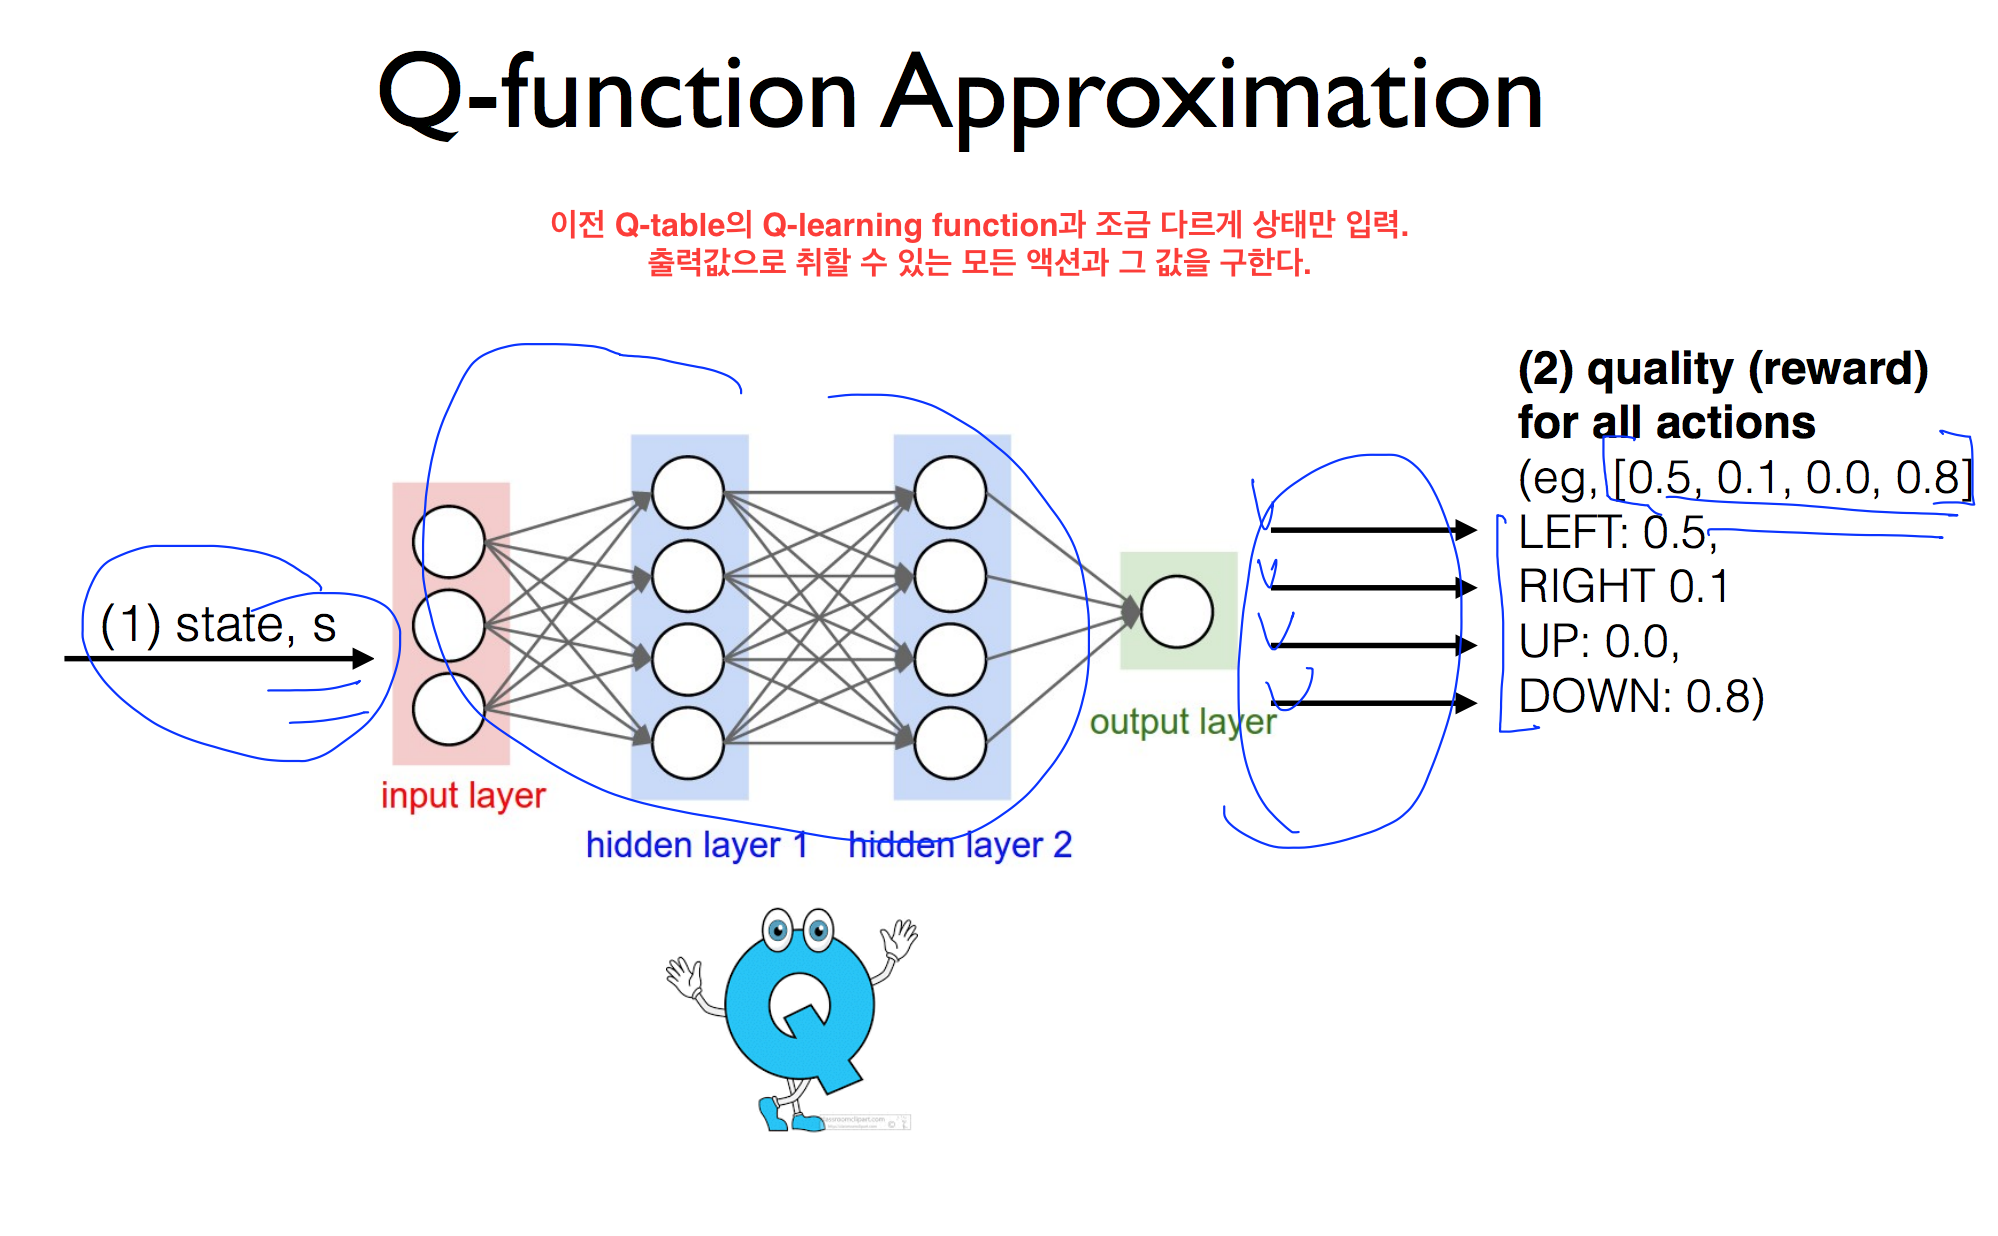 Q-function Approximation
이전 Q-table의 Q-learning function과 조금 다르게 상태만 입력.
출력값으로 취할 수 있는 모든 액션과 그 값을 구한다.
(1) state, s
input layer
hidden layer 1
hidden layer 2
output layer
(2) quality (reward)
for all actions
(eg, [0.5, 0.1, 0.0, 0.8]
LEFT: 0.5,
RIGHT 0.1
UP: 0.0,
DOWN: 0.8)